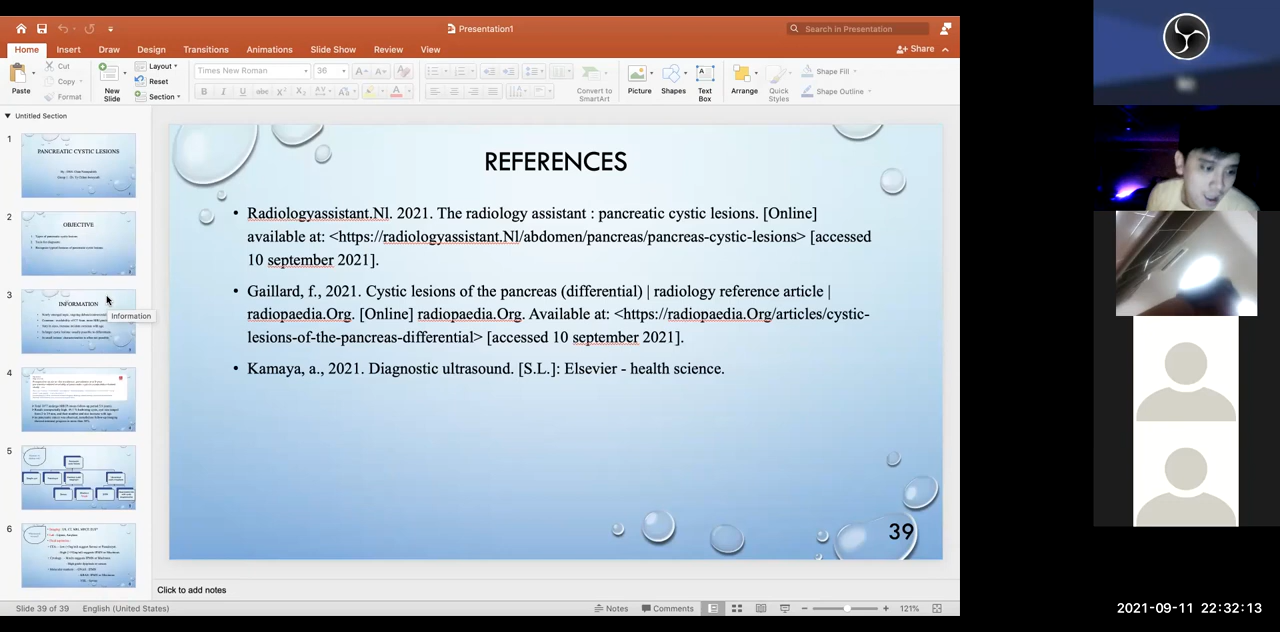 Presentation1
Search in Presentation
Home Insert Draw Design Transitions Animations Slide Show Review View
Share
Paste
Cut
Copy
Format
New Slide
Layout
Reset
Section
Times New Roman 36
Convert to SmartArt
Picture Shapes Text Box
Arrange Quick Styles
Shape Fill
Shape Outline
Untitled Section
1
PANCREATIC CYSTIC LESIONS
2
OBJECTIVE
3
INFORMATION
Information
4
5
6
REFERENCES
• Radiologyassistant.Nl. 2021. The radiology assistant : pancreatic cystic lesions. [Online]
available at: <https://radiologyassistant.Nl/abdomen/pancreas/pancreas-cystic-lesions> [accessed
10 september 2021].
• Gaillard, f., 2021. Cystic lesions of the pancreas (differential) | radiology reference article |
radiopaedia.Org. [Online] radiopaedia.Org. Available at: <https://radiopaedia.Org/articles/cystic-
lesions-of-the-pancreas-differential> [accessed 10 september 2021].
• Kamaya, a., 2021. Diagnostic ultrasound. [S.L.]: Elsevier - health science.
39
Click to add notes
Slide 39 of 39 English (United States)
Notes Comments 121%
2021-09-11 22:32:13